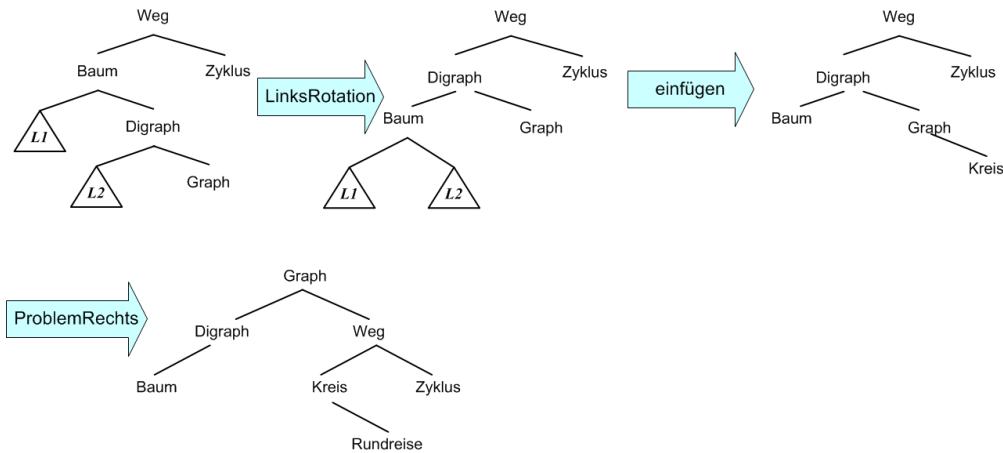 Weg
Baum
Zyklus
L1
Digraph
L2
Graph
LinksRotation
Weg
Digraph
Zyklus
Baum
Graph
L1
L2
einfügen
Weg
Digraph
Zyklus
Baum
Graph
Kreis
ProblemRechts
Graph
Digraph
Weg
Baum
Kreis
Zyklus
Rundreise